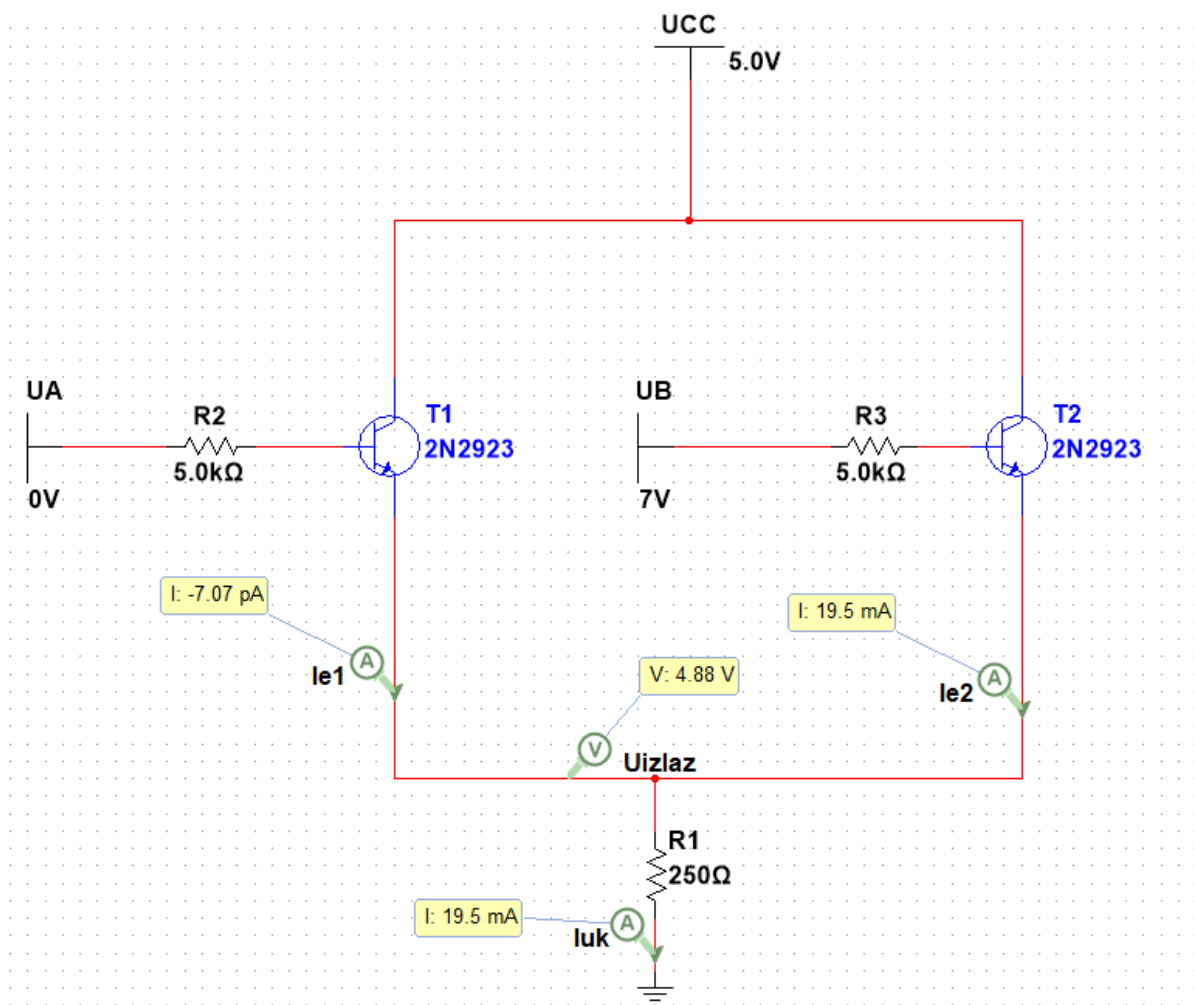 UCC
5.0V
UA
R2
5.0kΩ
0V
T1
2N2923
UB
R3
5.0kΩ
7V
T2
2N2923
I: -7.07 pA
A
Ie1
I: 19.5 mA
A
Ie2
V: 4.88 V
V
Uizlaz
R1
250Ω
I: 19.5 mA
A
Iuk